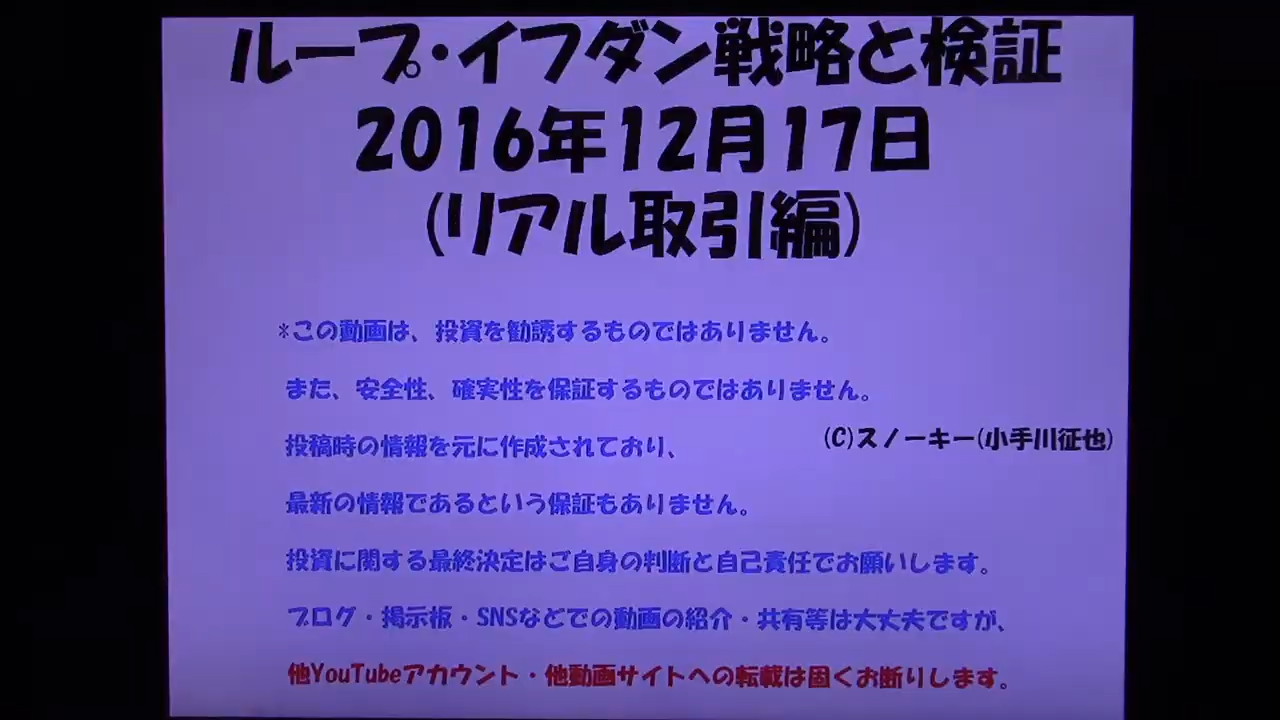 ループ・イフダン戦略と検証
2016年12月17日
(リアル取引編)
*この動画は、投資を勧誘するものではありません。
また、安全性、確実性を保証するものではありません。
(C)スノーキー(小手川征也)
投稿時の情報を元に作成されており、
最新の情報であるという保証もありません。
投資に関する最終決定はご自身の判断と自己責任でお願いします。
ブログ・掲示板・SNSなどでの動画の紹介・共有等は大丈夫ですが、
他YouTubeアカウント・他動画サイトへの転載は固くお断りします。